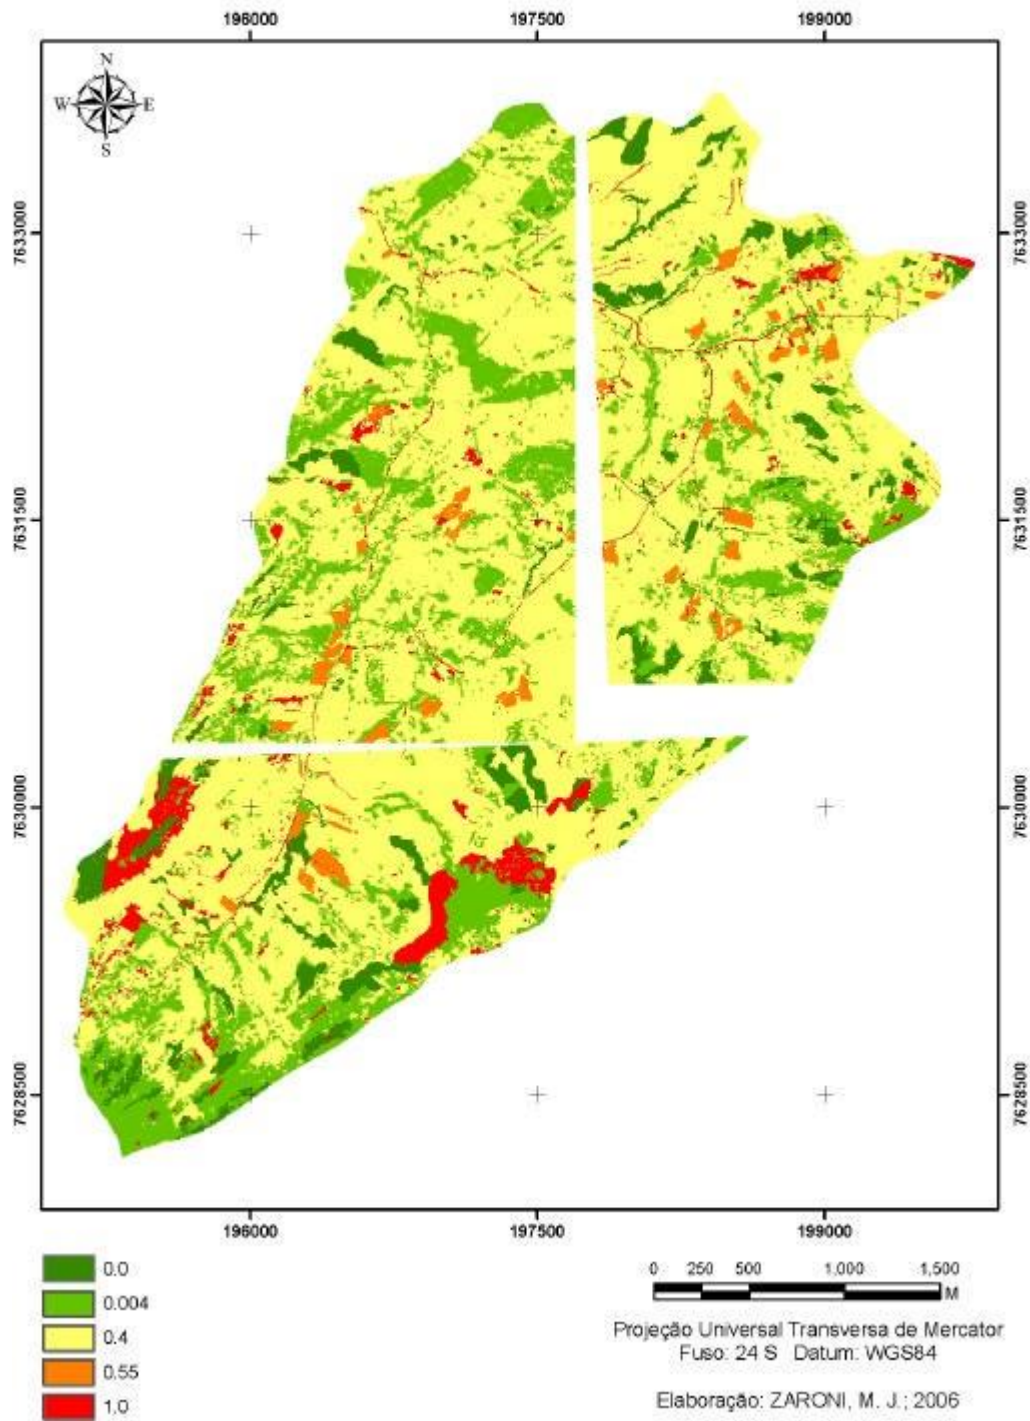 196000 197500 199000
N
W E
S
7633000 7633000
7631500 7631500
7630000 7630000
7628500 7628500
196000 197500 199000
0.0
0.004
0.4
0.55
1.0
0 250 500 1,000 1,500
M
Projeção Universal Transversa de Mercator
Fuso: 24 S Datum: WGS84
Elaboração: ZARONI, M. J.; 2006